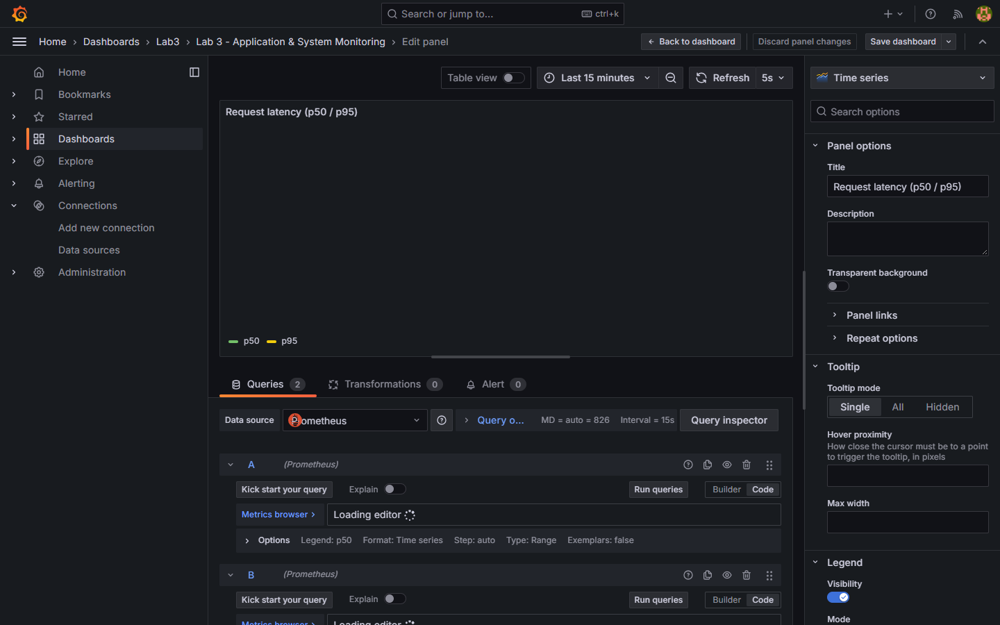 Search or jump to...
ctrl+k
Home
Dashboards
Lab3
Lab 3 - Application & System Monitoring
Edit panel
Back to dashboard
Discard panel changes
Save dashboard
Home
Bookmarks
Starred
Dashboards
Explore
Alerting
Connections
Add new connection
Data sources
Administration
Table view
Last 15 minutes
Refresh
5s
Request latency (p50 / p95)
p50
p95
Queries 2
Transformations 0
Alert 0
Data source
Prometheus
Query o...
MD = auto = 826
Interval = 15s
Query inspector
A
(Prometheus)
Kick start your query
Explain
Run queries
Builder
Code
Metrics browser
Loading editor
Options
Legend: p50
Format: Time series
Step: auto
Type: Range
Exemplars: false
B
(Prometheus)
Kick start your query
Explain
Run queries
Builder
Code
Metrics browser
Loading editor
Time series
Search options
Panel options
Title
Request latency (p50 / p95)
Description
Transparent background
Panel links
Repeat options
Tooltip
Tooltip mode
Single
All
Hidden
Hover proximity
How close the cursor must be to a point
to trigger the tooltip, in pixels
Max width
Legend
Visibility
Mode